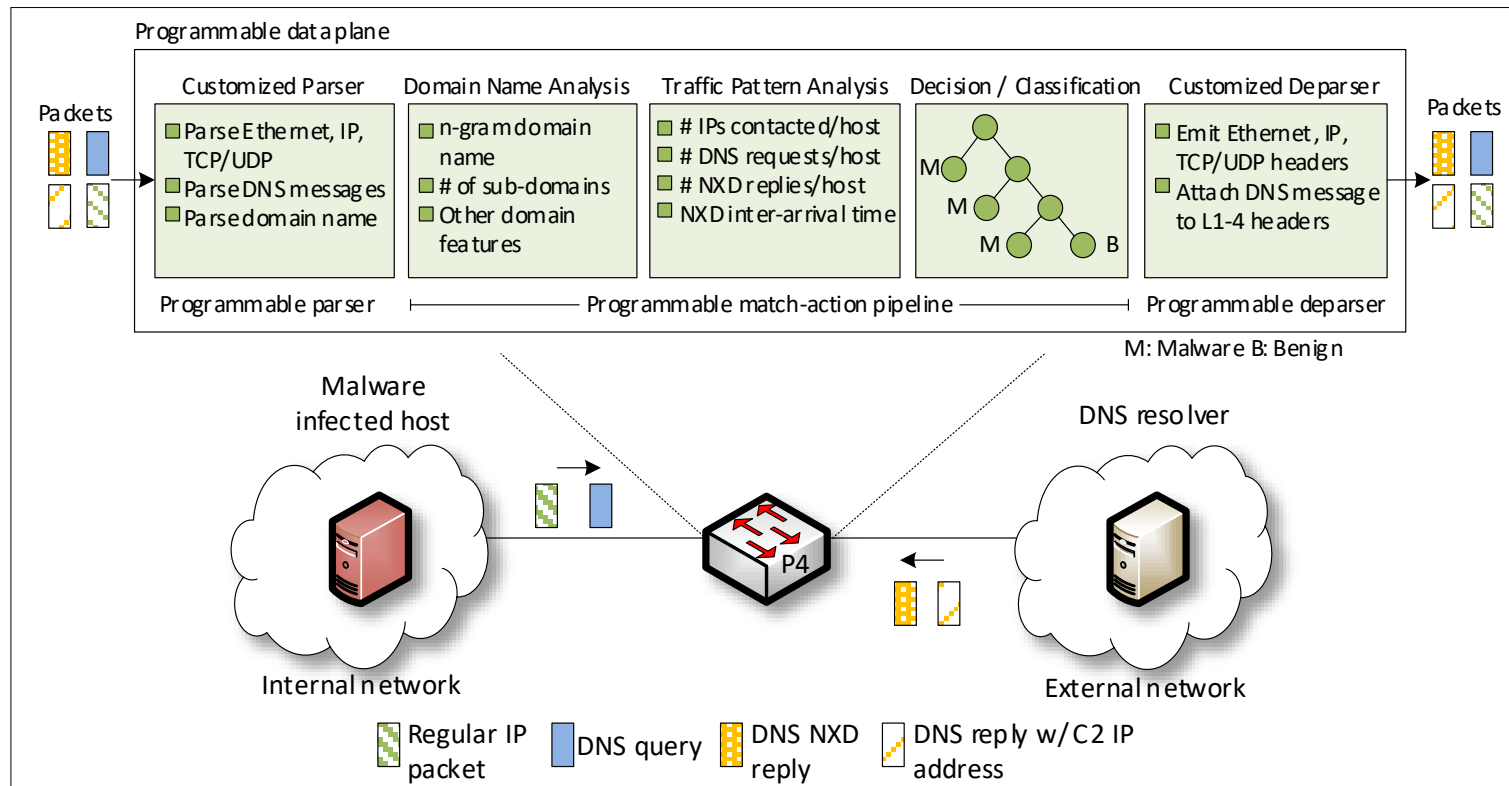 Programmable data plane
Customized Parser
Domain Name Analysis
Traffic Pattern Analysis
Decision / Classification
Customized Deparser
Packets
Parse Ethernet, IP,
TCP/UDP
Parse DNS messages
Parse domain name
n-gram domain
name
# of sub-domains
Other domain
features
# IPs contacted/host
# DNS requests/host
# NXD replies/host
NXD inter-arrival time
M
M
M
B
Emit Ethernet, IP,
TCP/UDP headers
Attach DNS message
to L1-4 headers
Packets
Programmable parser
Programmable match-action pipeline
Programmable deparser
M: Malware B: Benign
Malware
infected host
DNS resolver
P4
Internal network
External network
Regular IP
packet
DNS query
DNS NXD
reply
DNS reply w/C2 IP
address